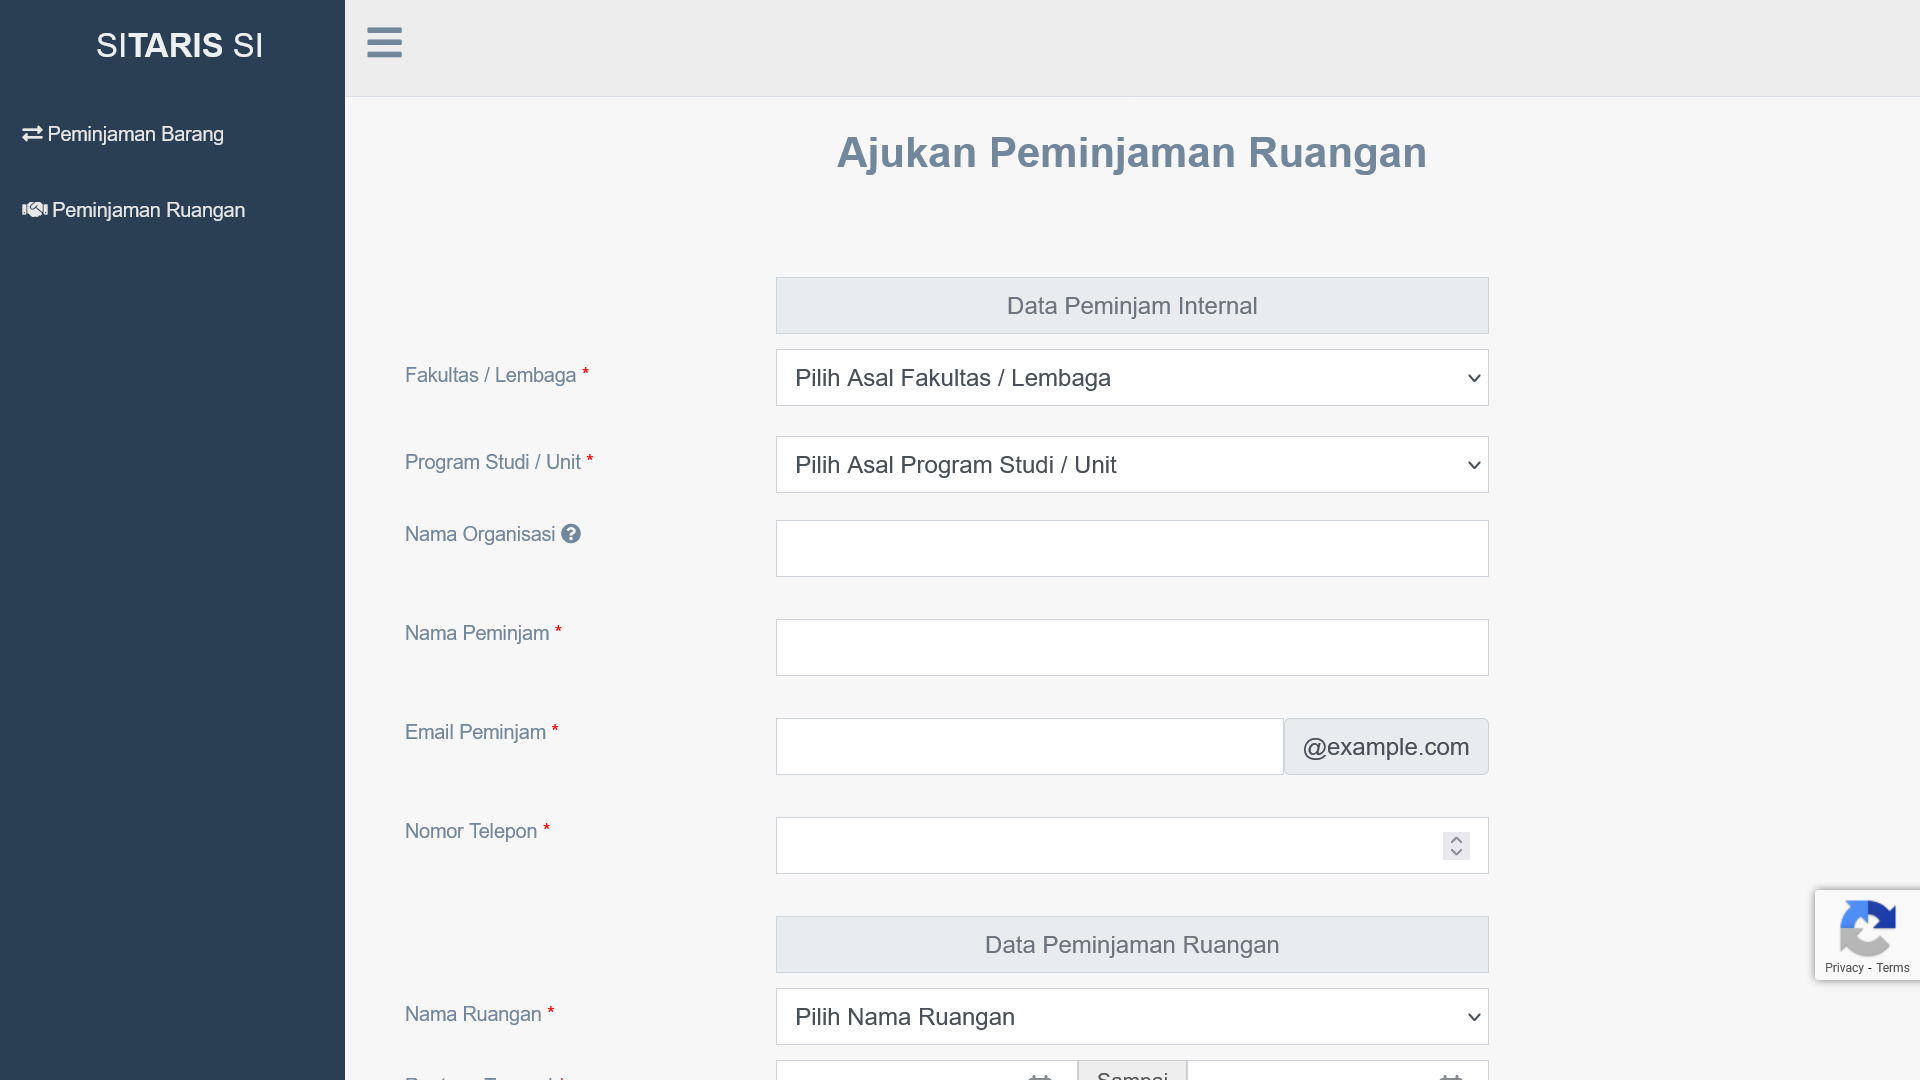 SITARIS SI
Peminjaman Barang
Peminjaman Ruangan
Ajukan Peminjaman Ruangan
Data Peminjam Internal
Fakultas / Lembaga *
Pilih Asal Fakultas / Lembaga
Program Studi / Unit *
Pilih Asal Program Studi / Unit
Nama Organisasi
Nama Peminjam *
Email Peminjam *
@example.com
Nomor Telepon *
Data Peminjaman Ruangan
Nama Ruangan *
Pilih Nama Ruangan
Sampai
Privacy - Terms